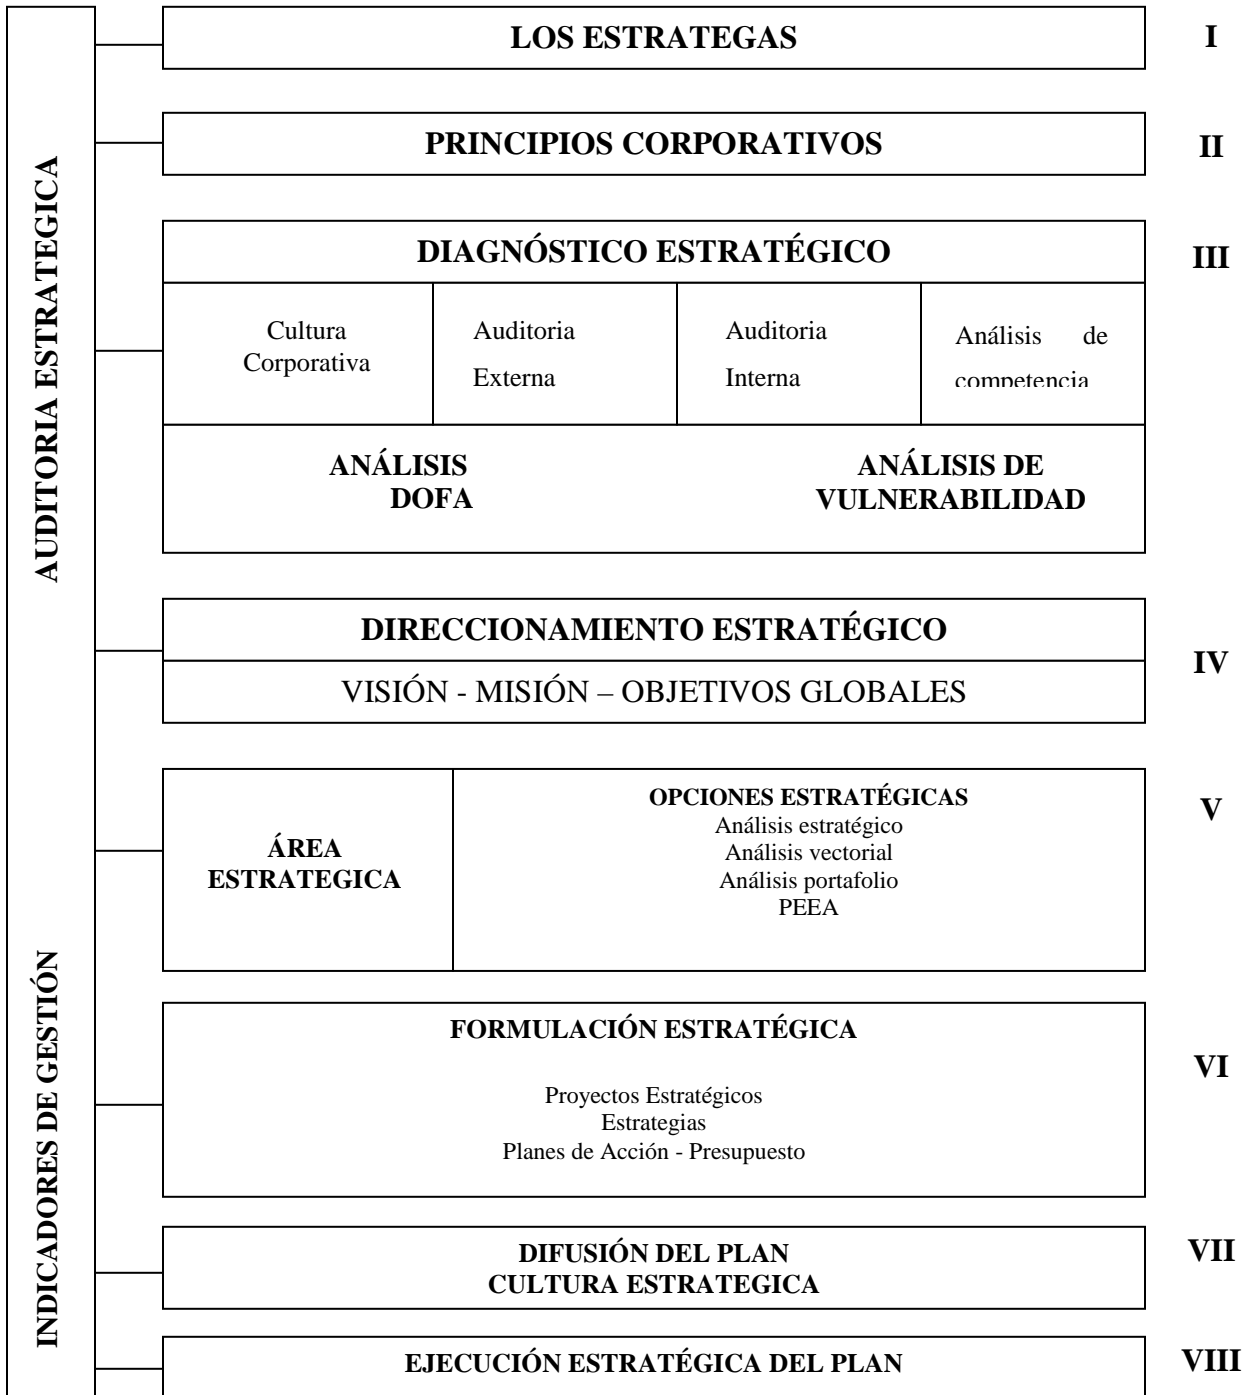 LOS ESTRATEGAS
I
PRINCIPIOS CORPORATIVOS
II
DIAGNÓSTICO ESTRATÉGICO
III
Cultura
Corporativa
Auditoria
Externa
Auditoria
Interna
Análisis de
competencia
ANÁLISIS
DOFA
ANÁLISIS DE
VULNERABILIDAD
DIRECCIONAMIENTO ESTRATÉGICO
VISIÓN - MISIÓN – OBJETIVOS GLOBALES
IV
ÁREA
ESTRATEGICA
OPCIONES ESTRATÉGICAS
Análisis estratégico
Análisis vectorial
Análisis portafolio
PEEA
V
FORMULACIÓN ESTRATÉGICA
Proyectos Estratégicos
Estrategias
Planes de Acción - Presupuesto
VI
DIFUSIÓN DEL PLAN
CULTURA ESTRATEGICA
VII
EJECUCIÓN ESTRATÉGICA DEL PLAN
VIII
AUDITORIA ESTRATEGICA
INDICADORES DE GESTIÓN